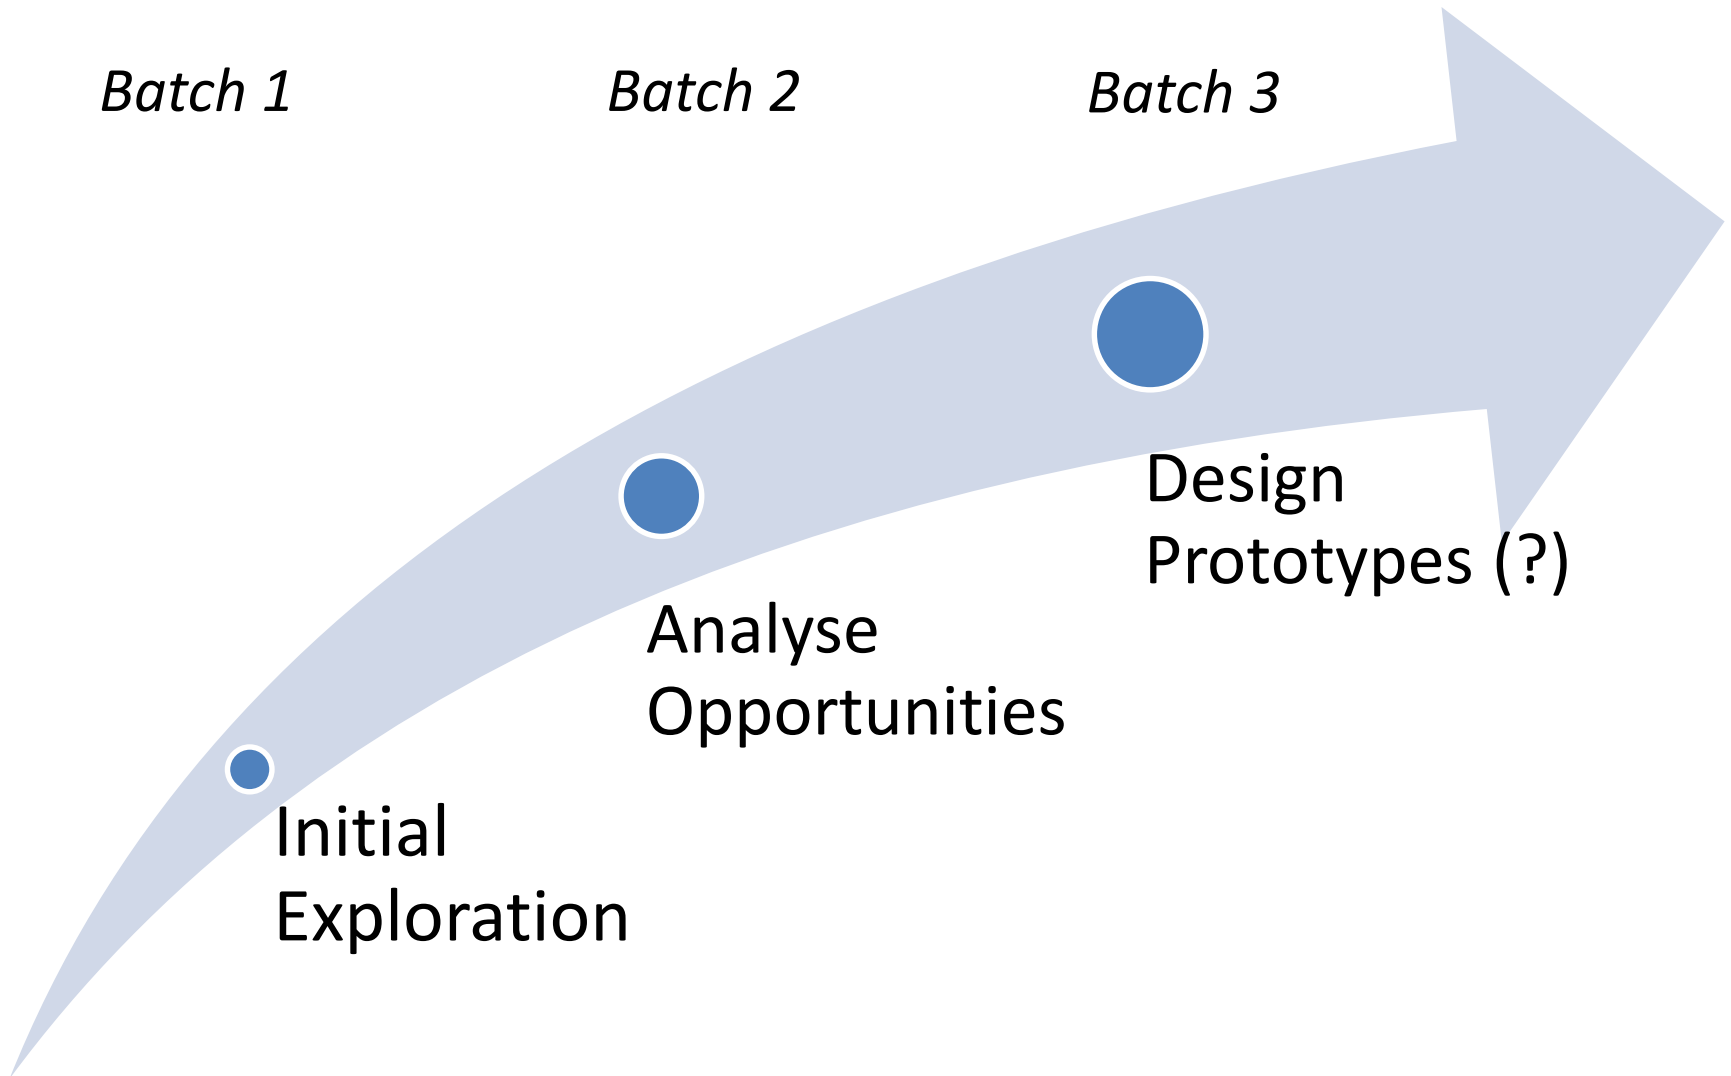 Batch 1
Batch 2
Batch 3
Design
Prototypes (?)
Analyse
Opportunities
Initial
Exploration